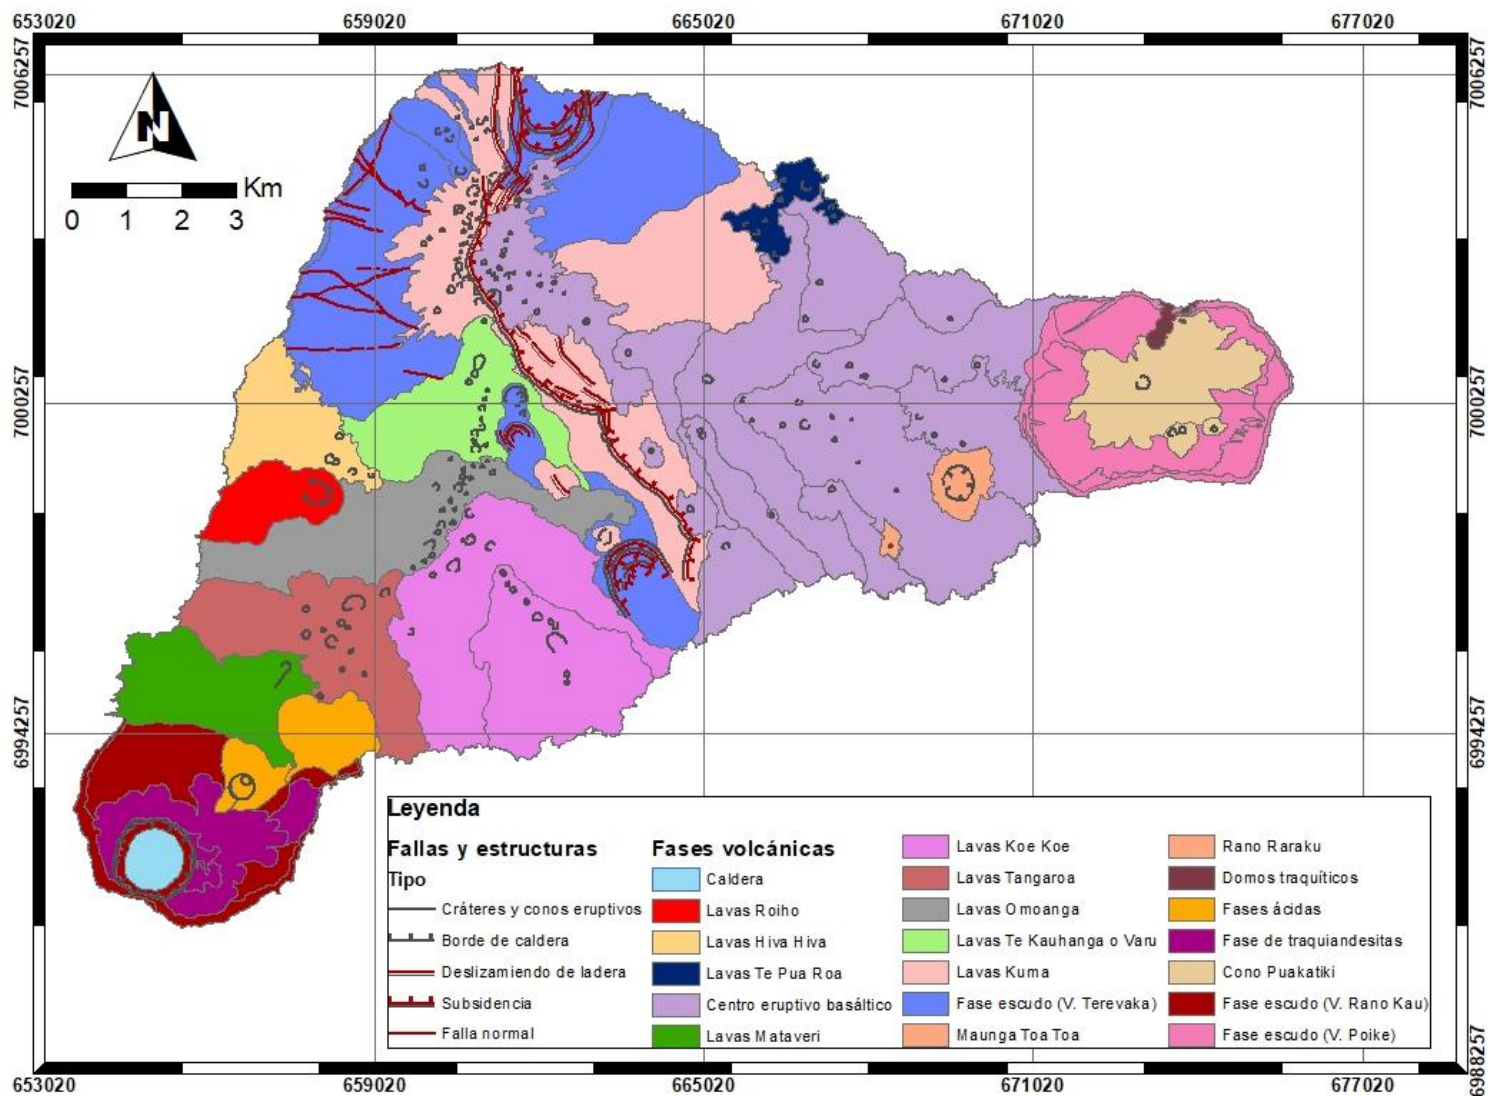 653020 659020 665020 671020 677020
7006257 7006257
N
Km
0 1 2 3
7000257 7000257
6994257 6994257
Leyenda
Fallas y estructuras
Tipo
Cráteres y conos eruptivos
Borde de caldera
Deslizamiendo de ladera
Subsidencia
Falla normal
Fases volcánicas
Caldera
Lavas Roiho
Lavas Hiva Hiva
Lavas Te Pua Roa
Centro eruptivo basáltico
Lavas Mataveri
Lavas Koe Koe
Lavas Tangaroa
Lavas Omoanga
Lavas Te Kauhanga o Varu
Lavas Kuma
Fase escudo (V. Terevaka)
Maunga Toa Toa
Rano Raraku
Domos traquíticos
Fases ácidas
Fase de traquiandesitas
Cono Puakatiki
Fase escudo (V. Rano Kau)
Fase escudo (V. Poike)
6988257
653020 659020 665020 671020 677020